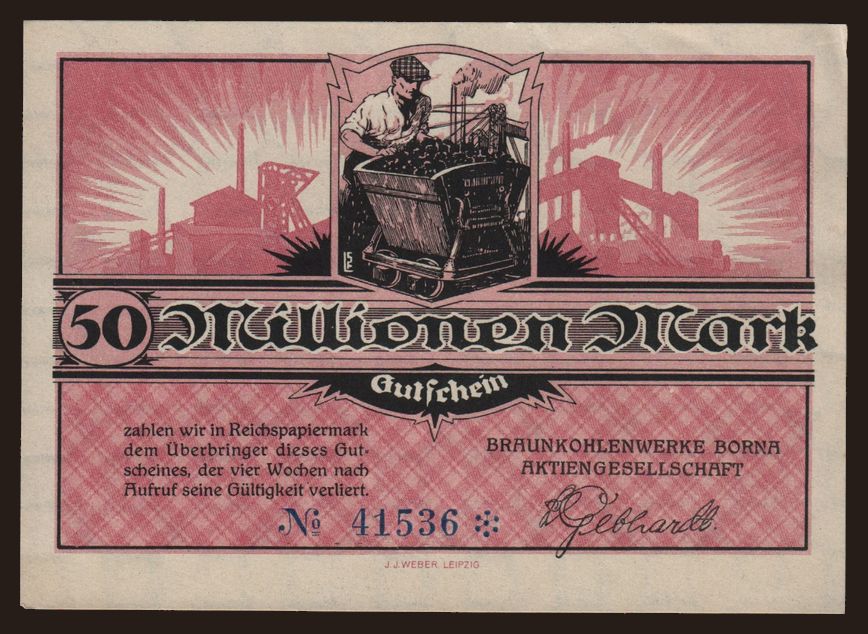 50 Millionen Mark
Gutschein
zahlen wir in Reichspapiermark
dem Überbringer dieses Gut-
scheines, der vier Wochen nach
Aufruf seine Gültigkeit verliert.
BRAUNKOHLENWERKE BORNA
AKTIENGESELLSCHAFT
№ 41536
Gebhardt.
J. J. WEBER, LEIPZIG